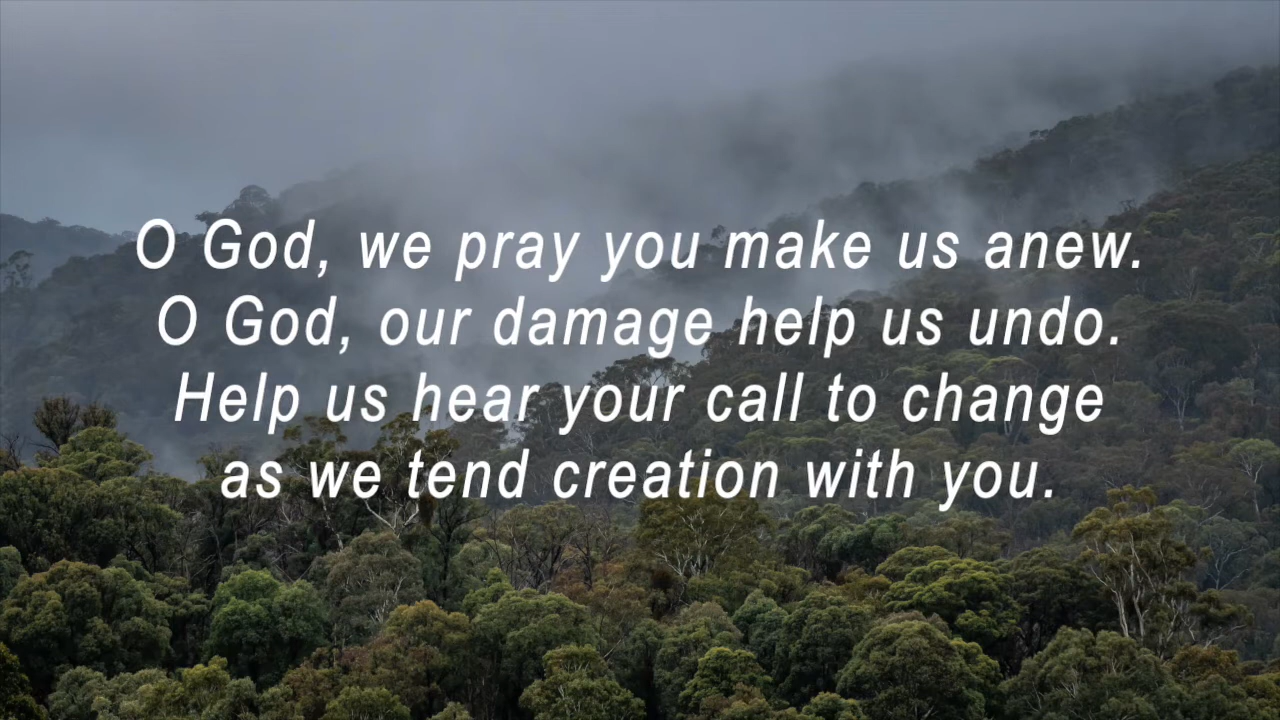 O God, we pray you make us anew.
O God, our damage help us undo.
Help us hear your call to change
as we tend creation with you.